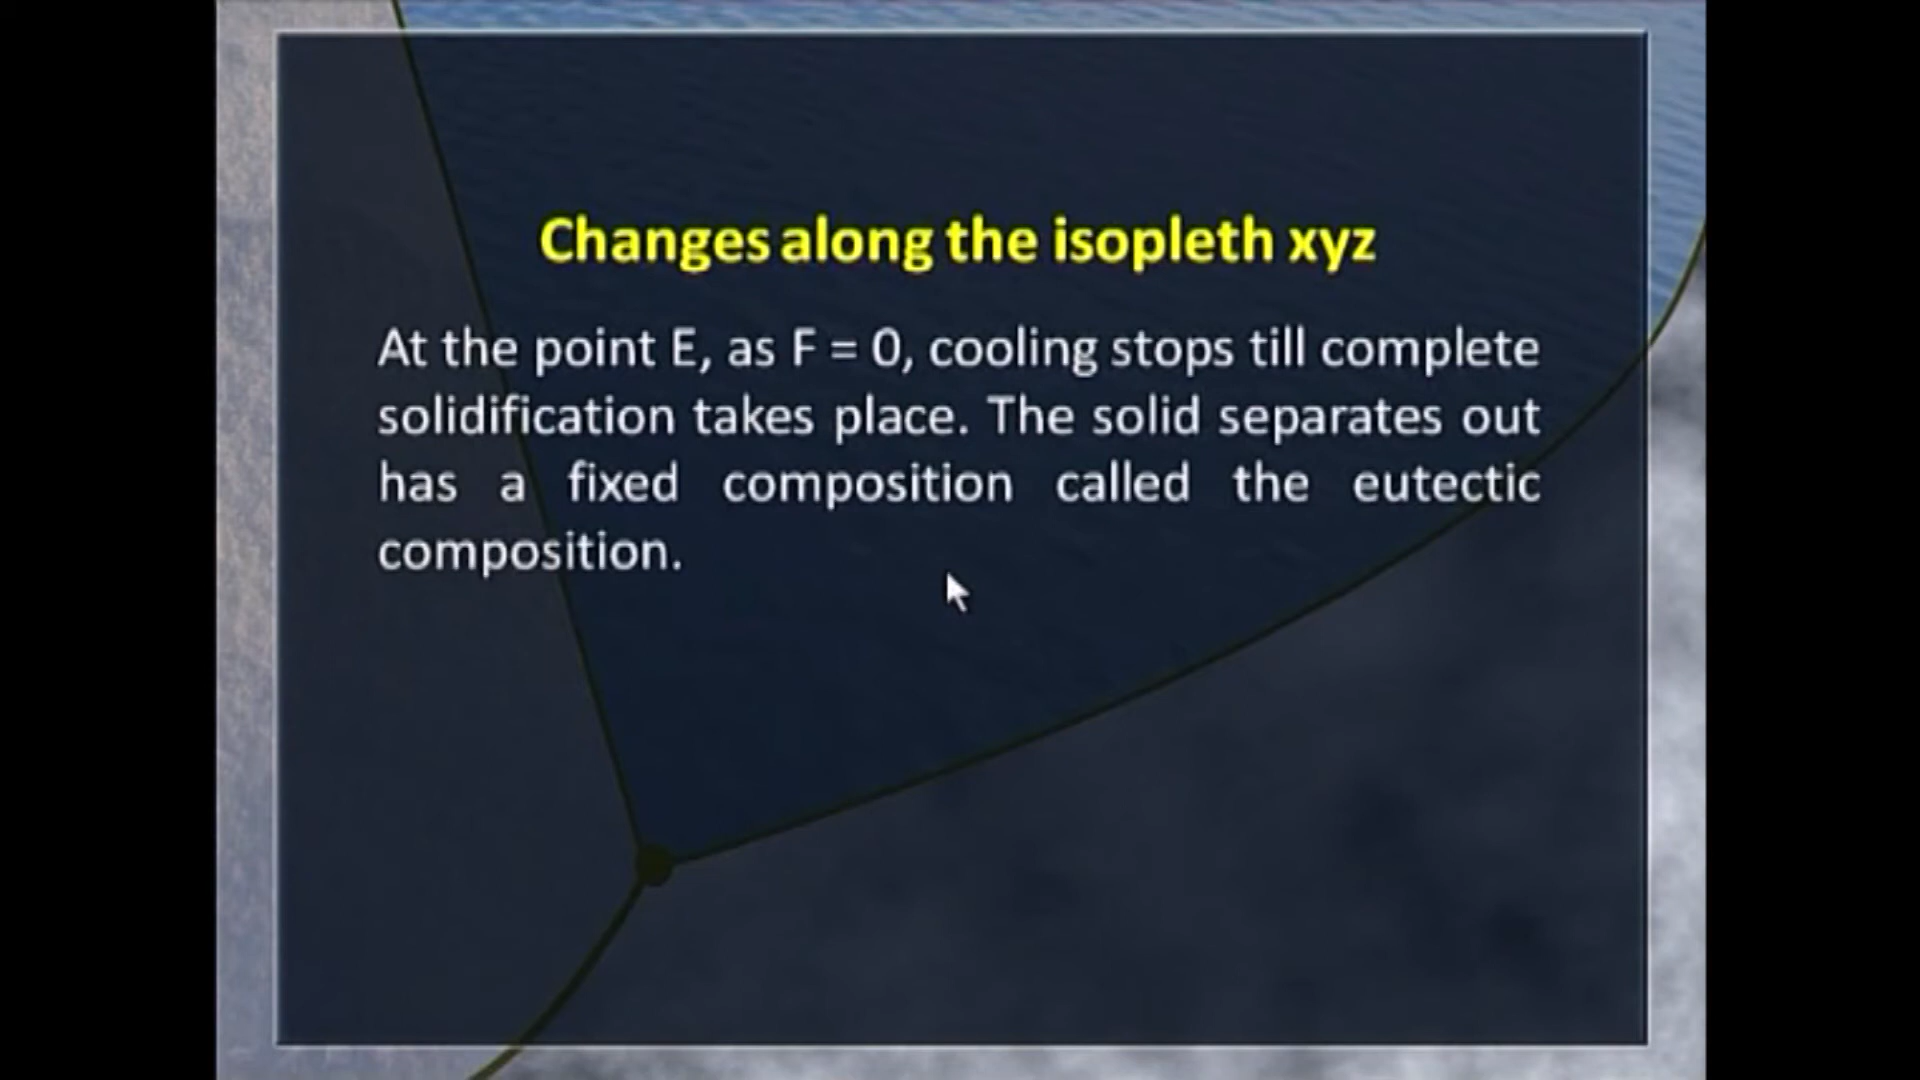 Changes along the isopleth xyz
At the point E, as F = 0, cooling stops till complete
solidification takes place. The solid separates out
has a fixed composition called the eutectic
composition.